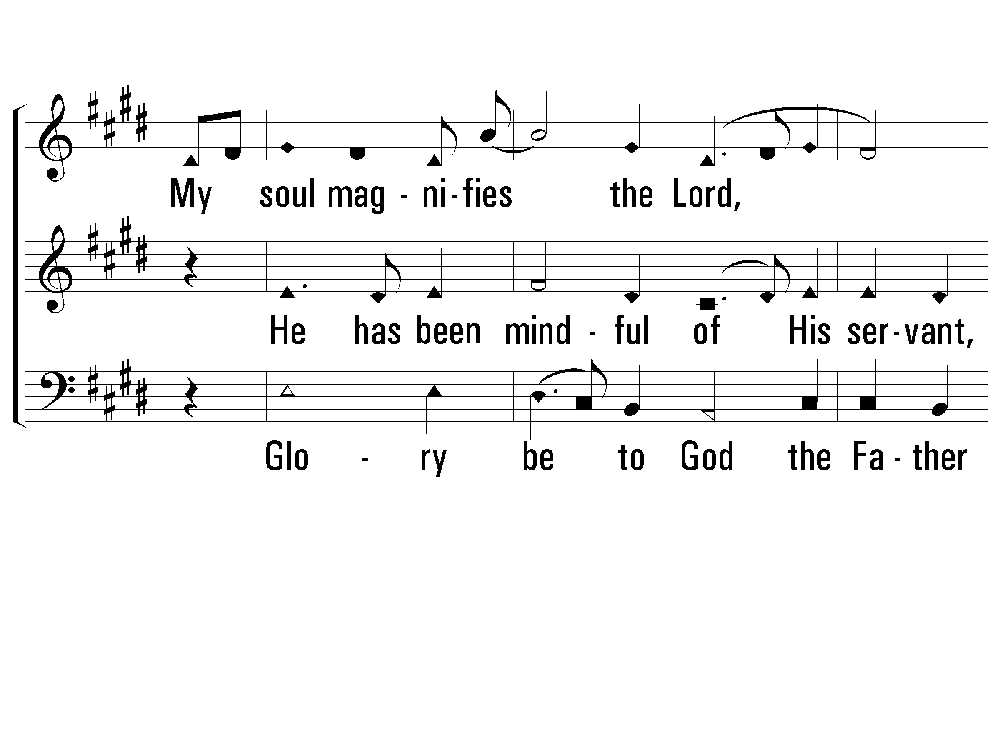 My soul mag - ni - fies the Lord,
He has been mind - ful of His ser - vant,
Glo - ry be to God the Fa - ther